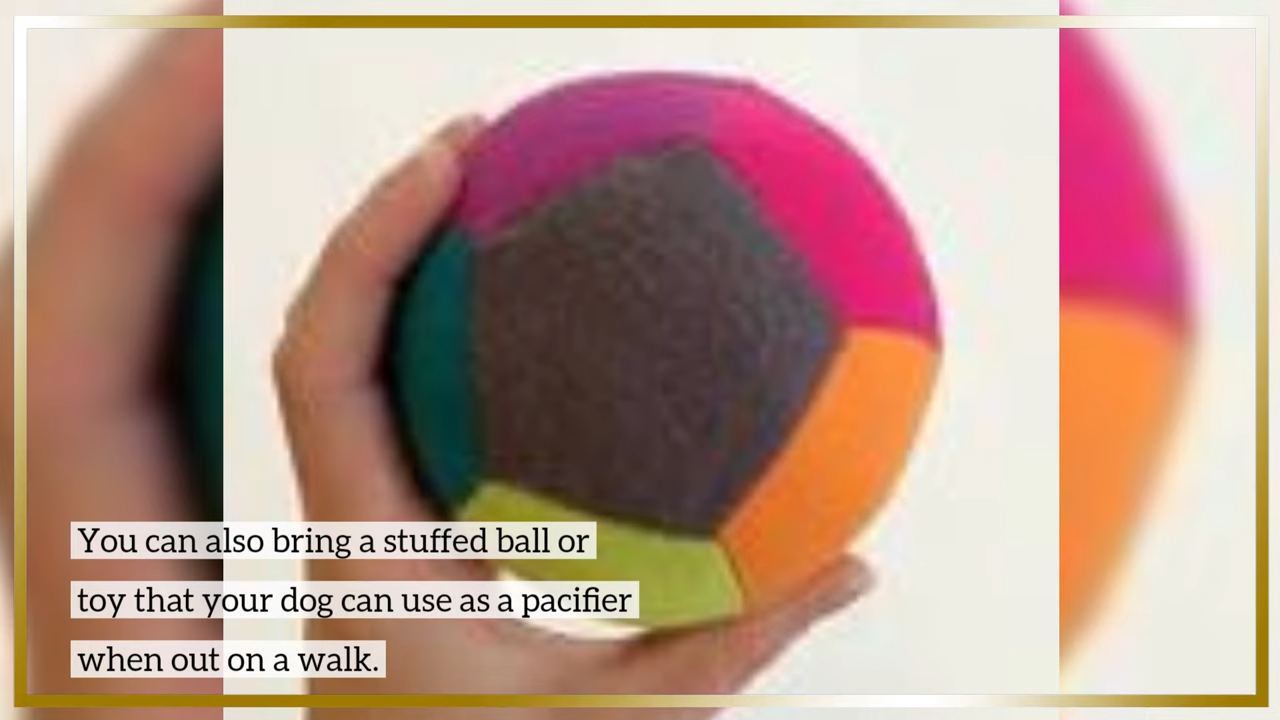 You can also bring a stuffed ball or
toy that your dog can use as a pacifier
when out on a walk.